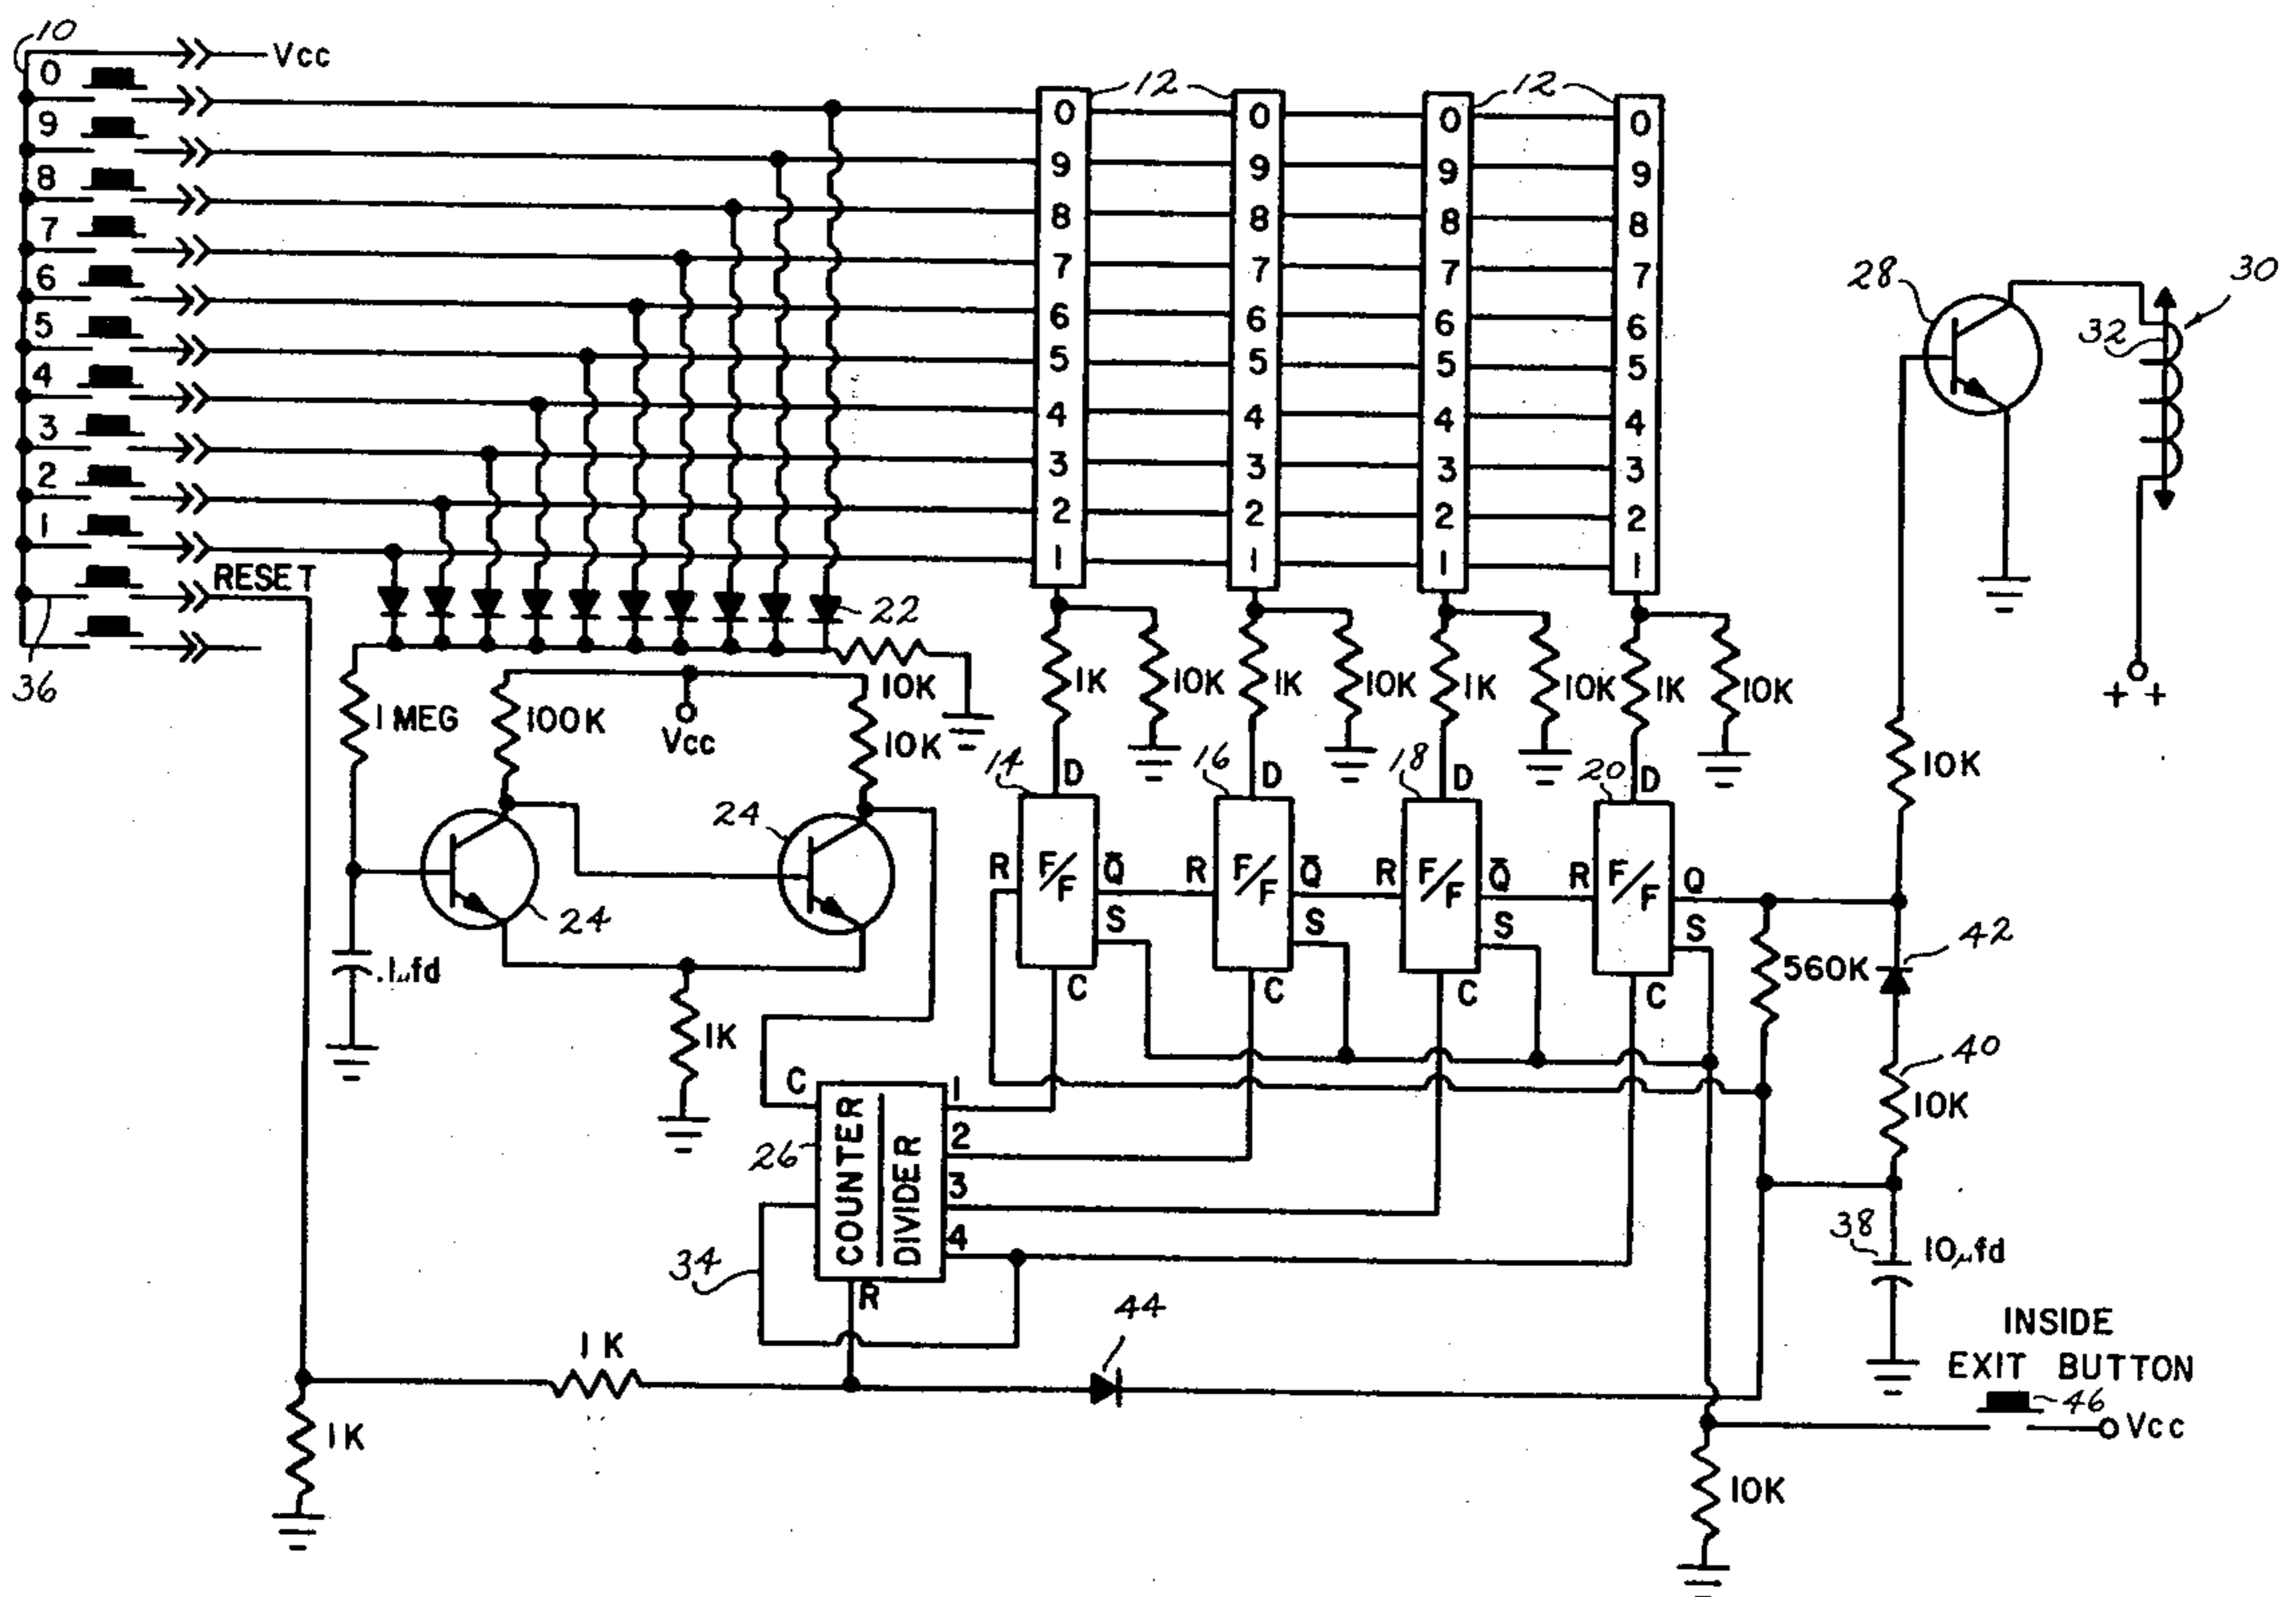 10
Vcc
0
9
8
7
6
5
4
3
2
1
RESET
36
12
12
0 0 0 0
9 9 9 9
8 8 8 8
7 7 7 7
6 6 6 6
5 5 5 5
4 4 4 4
3 3 3 3
2 2 2 2
1 1 1 1
28
30
32
++
22
10K
1 MEG
100K
Vcc
10K
1K
10K
1K
10K
1K
10K
1K
10K
10K
14
D
16
D
18
D
20
D
24
24
.1µfd
1K
R
F/F
Q̄
S
C
R
F/F
Q̄
S
C
R
F/F
Q̄
S
C
R
F/F
Q
S
C
560K
42
40
10K
C
26
COUNTER
DIVIDER
1
2
3
4
R
34
38
10µfd
44
1K
1K
INSIDE
EXIT BUTTON
46
Vcc
10K